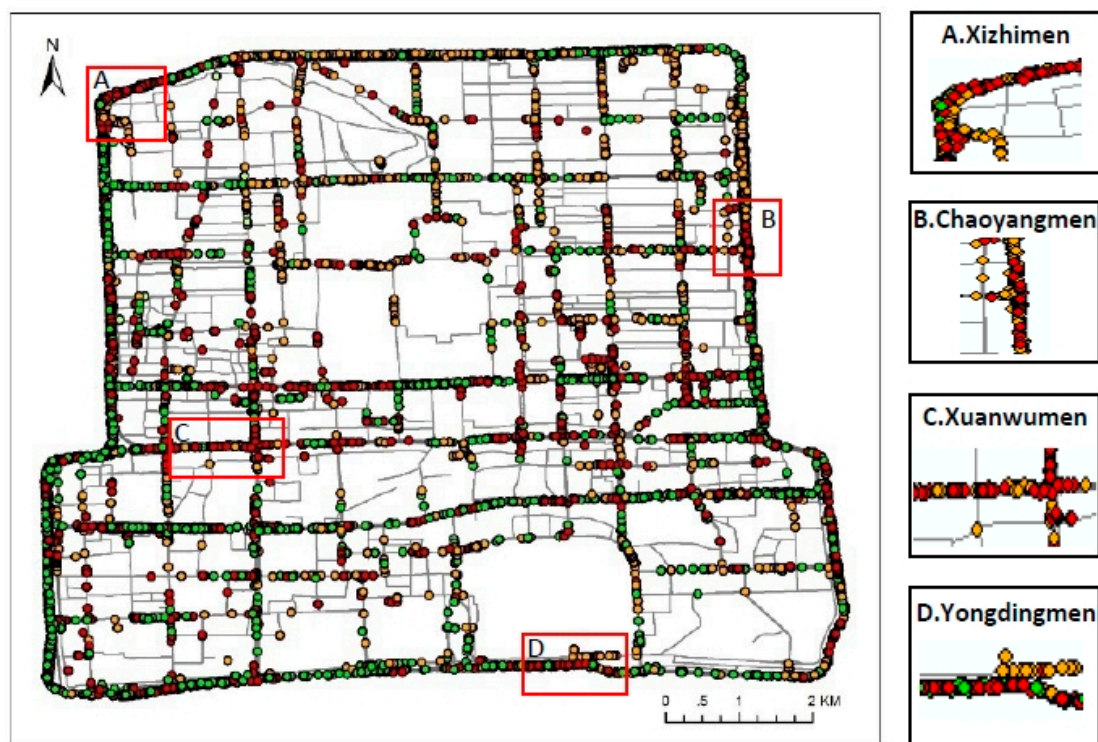 N
A
B
C
D
0 .5 1 2 KM
A.Xizhimen
B.Chaoyangmen
C.Xuanwumen
D.Yongdingmen